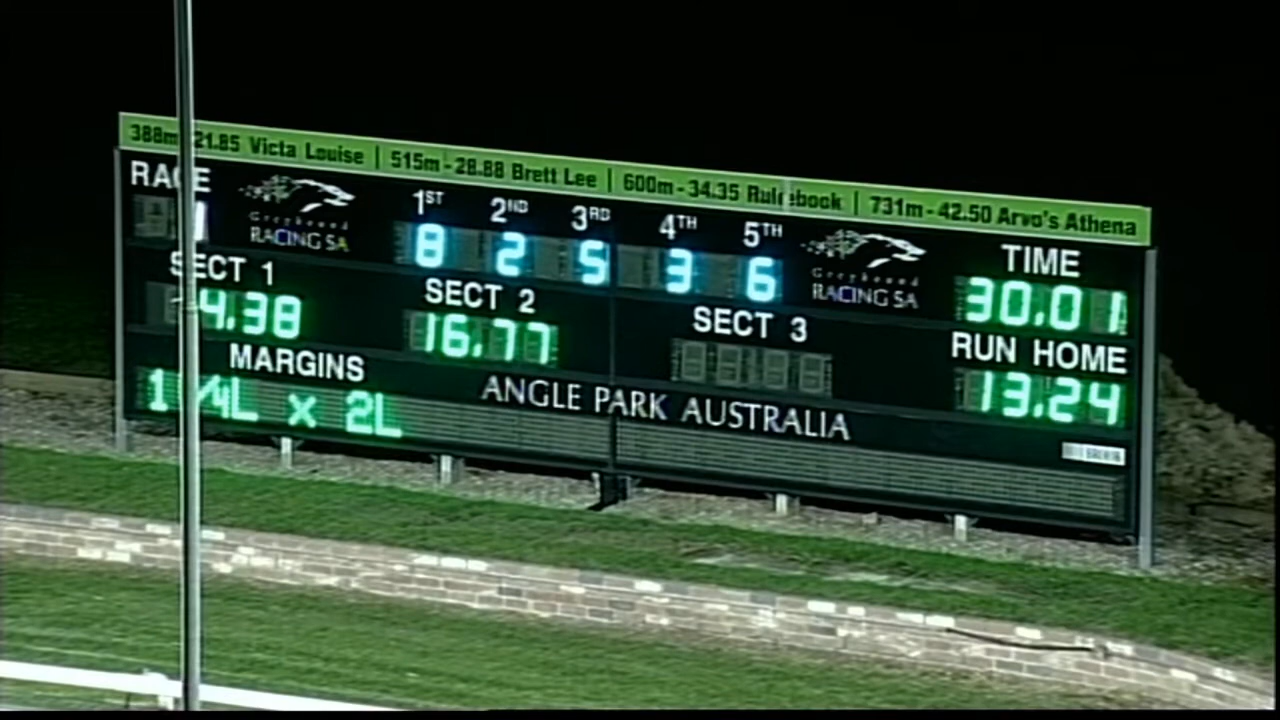 388m 21.85 Victa Louise | 515m - 28.88 Brett Lee | 600m - 34.35 Rulebook | 731m - 42.50 Arvo's Athena
RACE 1ST 2ND 3RD 4TH 5TH TIME
1 Greyhound RACING SA 8 2 5 3 6 Greyhound RACING SA 30.01
SECT 1 SECT 2 SECT 3 RUN HOME
4.38 16.77 13.24
MARGINS ANGLE PARK AUSTRALIA
1 1/4L x 2L